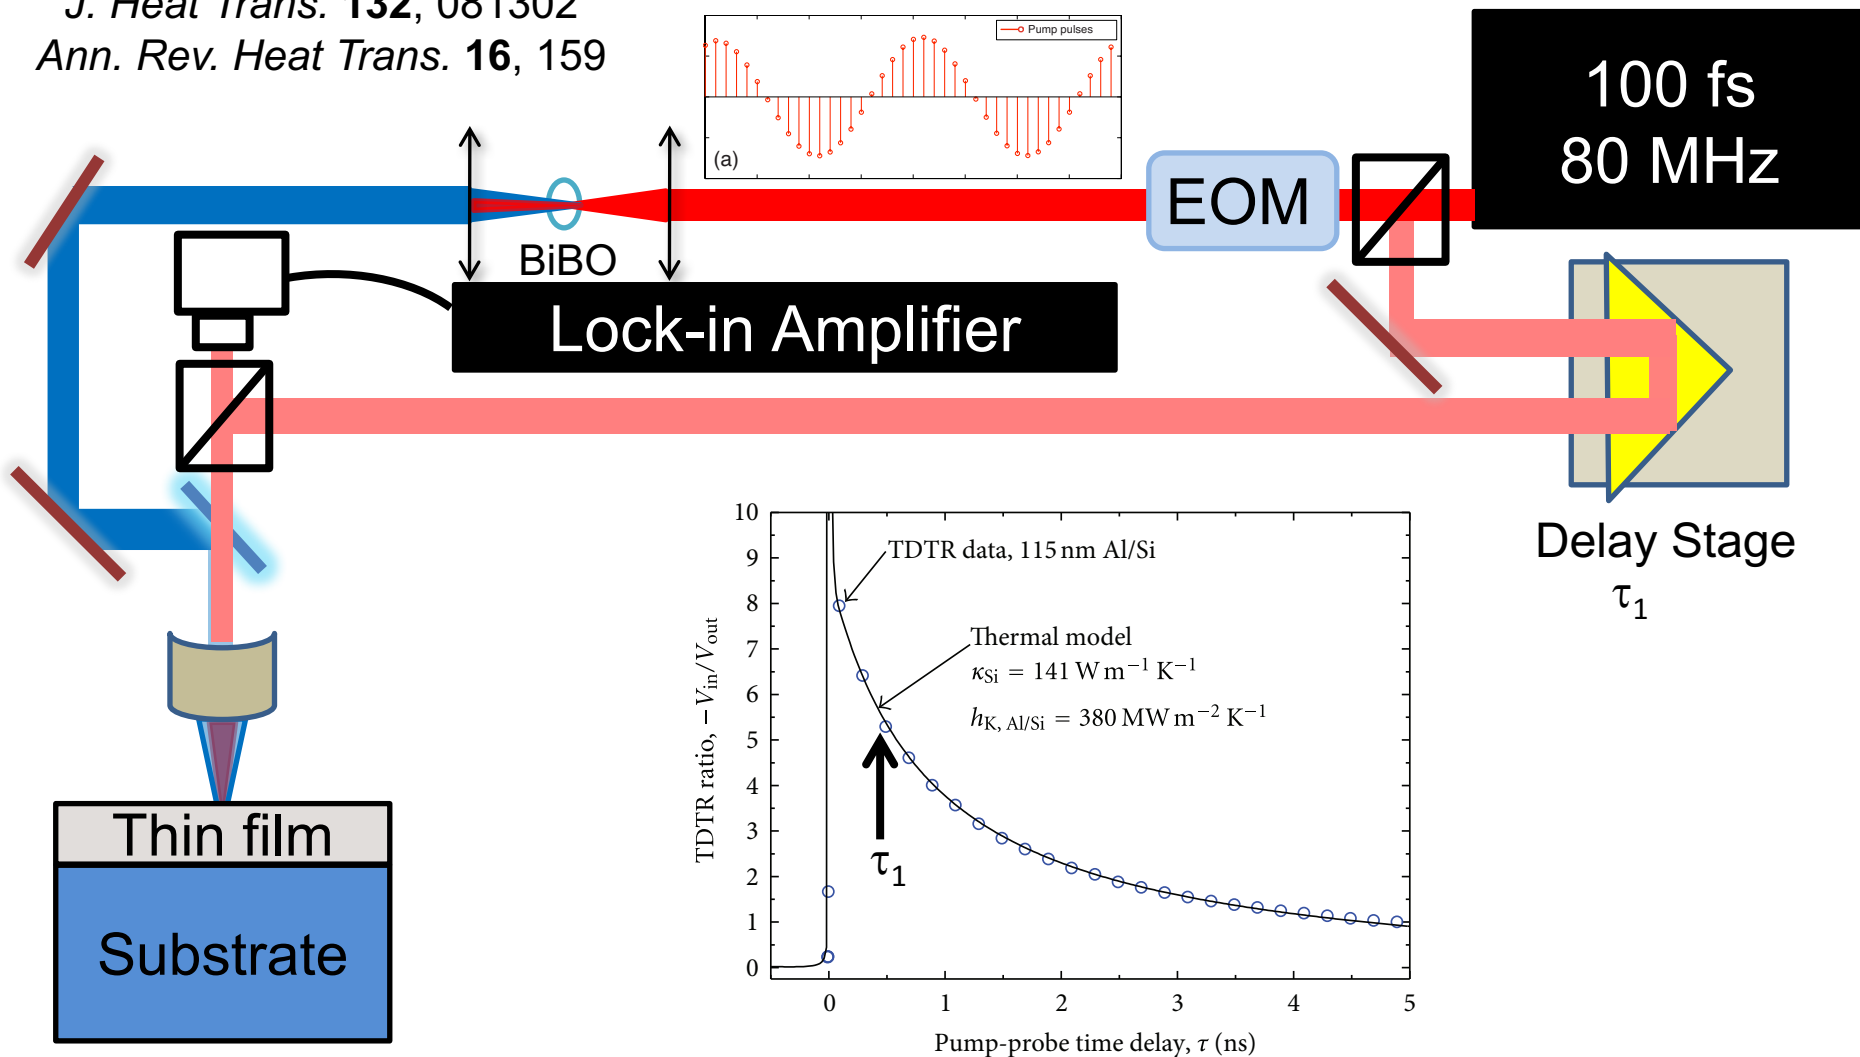 J. Heat Trans. 132, 081302
Ann. Rev. Heat Trans. 16, 159
Pump pulses
(a)
100 fs
80 MHz
EOM
BiBO
Lock-in Amplifier
Delay Stage
τ1
Thin film
Substrate
TDTR ratio, −Vin/Vout
10
9
8
7
6
5
4
3
2
1
0
TDTR data, 115 nm Al/Si
Thermal model
κSi = 141 W m−1 K−1
hK, Al/Si = 380 MW m−2 K−1
τ1
0 1 2 3 4 5
Pump-probe time delay, τ (ns)